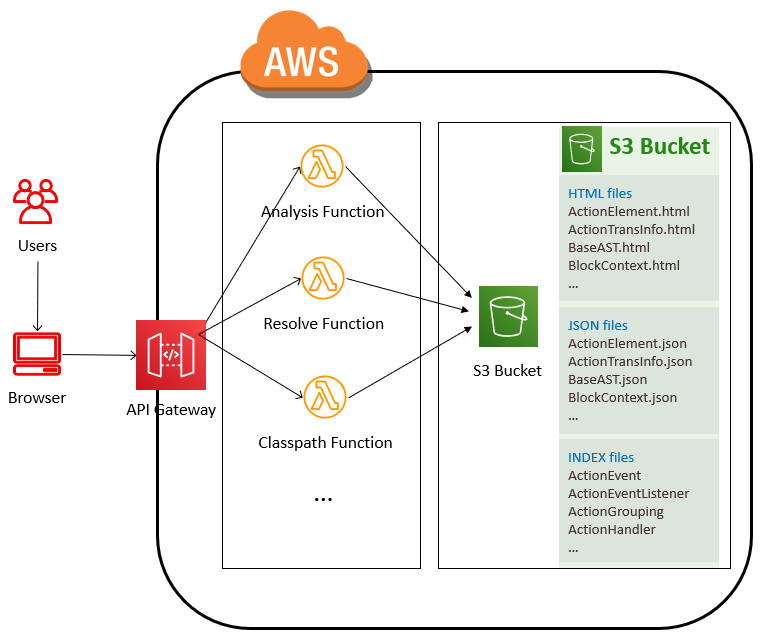 AWS
Users
Browser
API Gateway
Analysis Function
Resolve Function
Classpath Function
...
S3 Bucket
S3 Bucket
HTML files
ActionElement.html
ActionTransInfo.html
BaseAST.html
BlockContext.html
...
JSON files
ActionElement.json
ActionTransInfo.json
BaseAST.json
BlockContext.json
...
INDEX files
ActionEvent
ActionEventListener
ActionGrouping
ActionHandler
...